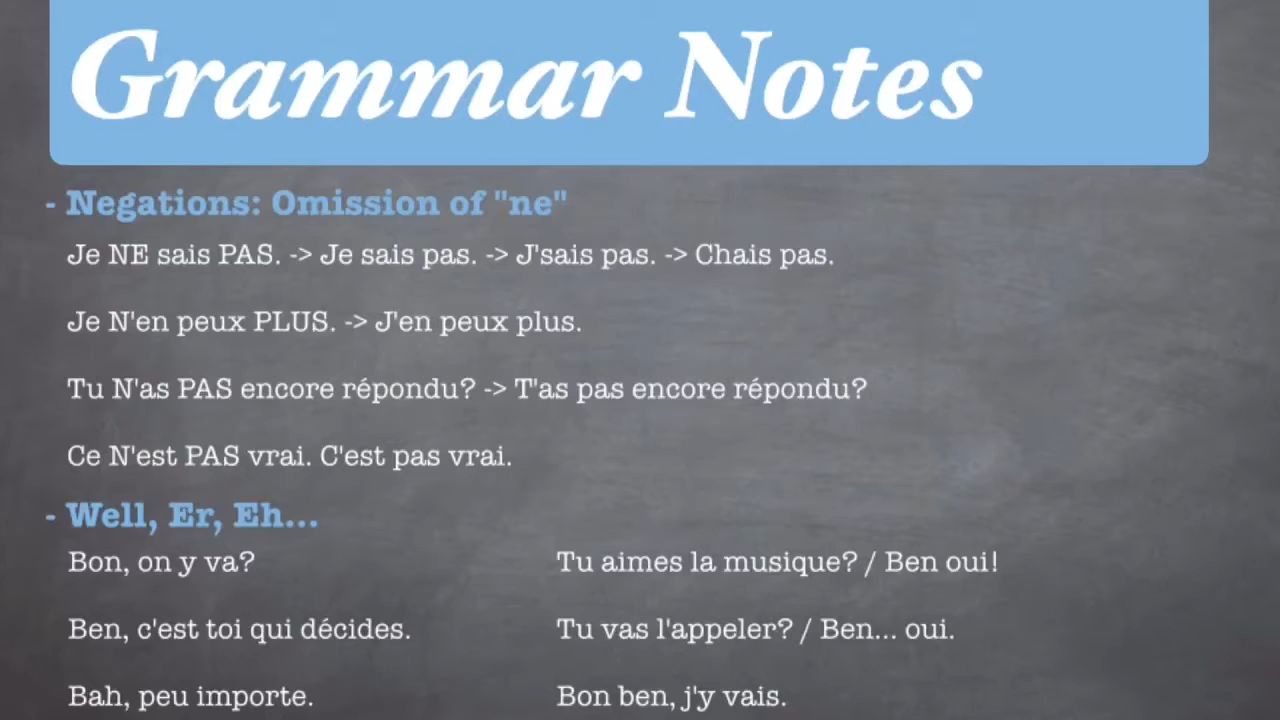 Grammar Notes
- Negations: Omission of "ne"
Je NE sais PAS. -> Je sais pas. -> J'sais pas. -> Chais pas.
Je N'en peux PLUS. -> J'en peux plus.
Tu N'as PAS encore répondu? -> T'as pas encore répondu?
Ce N'est PAS vrai. C'est pas vrai.
- Well, Er, Eh...
Bon, on y va?
Ben, c'est toi qui décides.
Bah, peu importe.
Tu aimes la musique? / Ben oui!
Tu vas l'appeler? / Ben... oui.
Bon ben, j'y vais.